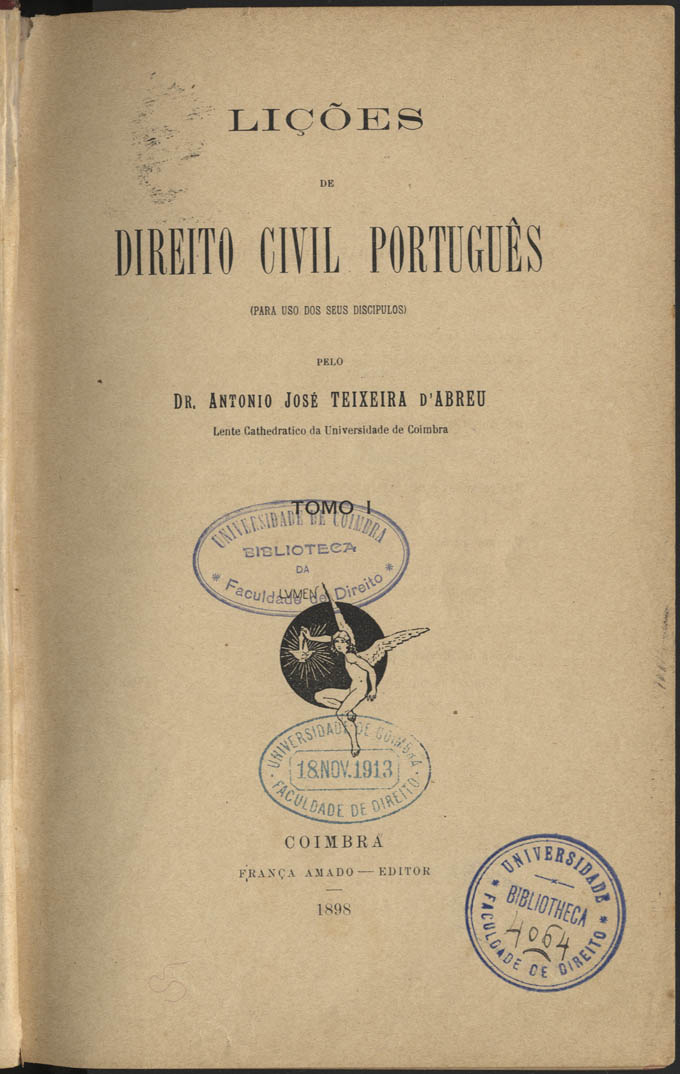 LIÇÕES
DE
DIREITO CIVIL PORTUGUÊS
(PARA USO DOS SEUS DISCIPULOS)
PELO
DR. ANTONIO JOSÉ TEIXEIRA D'ABREU
Lente Cathedratico da Universidade de Coimbra
TOMO I
UNIVERSIDADE DE COIMBRA
BIBLIOTECA
DA
* Faculdade de Direito *
LVMEN
UNIVERSIDADE DE COIMBRA
18.NOV.1913
FACULDADE DE DIREITO
COIMBRA
FRANÇA AMADO — EDITOR
1898
UNIVERSIDADE
BIBLIOTHECA
4064
* FACULDADE DE DIREITO *